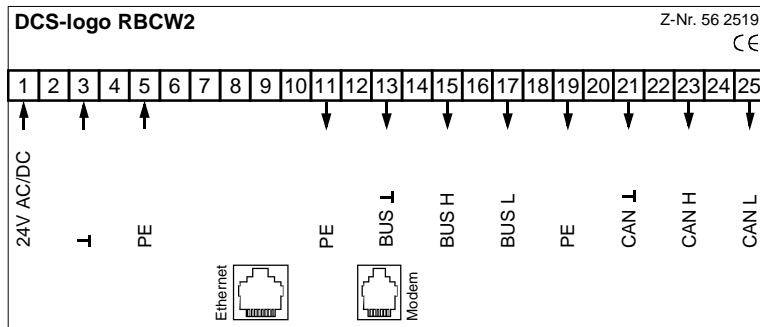 DCS-logo RBCW2
Z-Nr. 56 2519
CE
1 2 3 4 5 6 7 8 9 10 11 12 13 14 15 16 17 18 19 20 21 22 23 24 25
24V AC/DC
PE
PE
BUS
BUS H
BUS L
PE
CAN
CAN H
CAN L
Ethernet
Modem